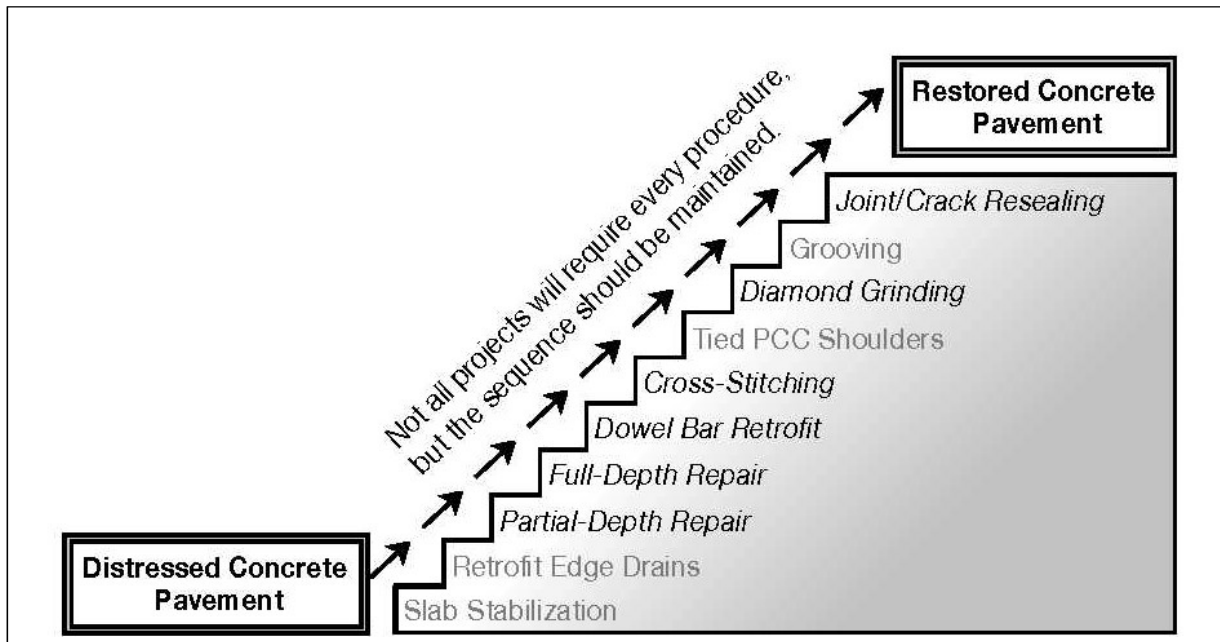 Not all projects will require every procedure,
but the sequence should be maintained.
Restored Concrete
Pavement
Joint/Crack Resealing
Grooving
Diamond Grinding
Tied PCC Shoulders
Cross-Stitching
Dowel Bar Retrofit
Full-Depth Repair
Partial-Depth Repair
Retrofit Edge Drains
Slab Stabilization
Distressed Concrete
Pavement